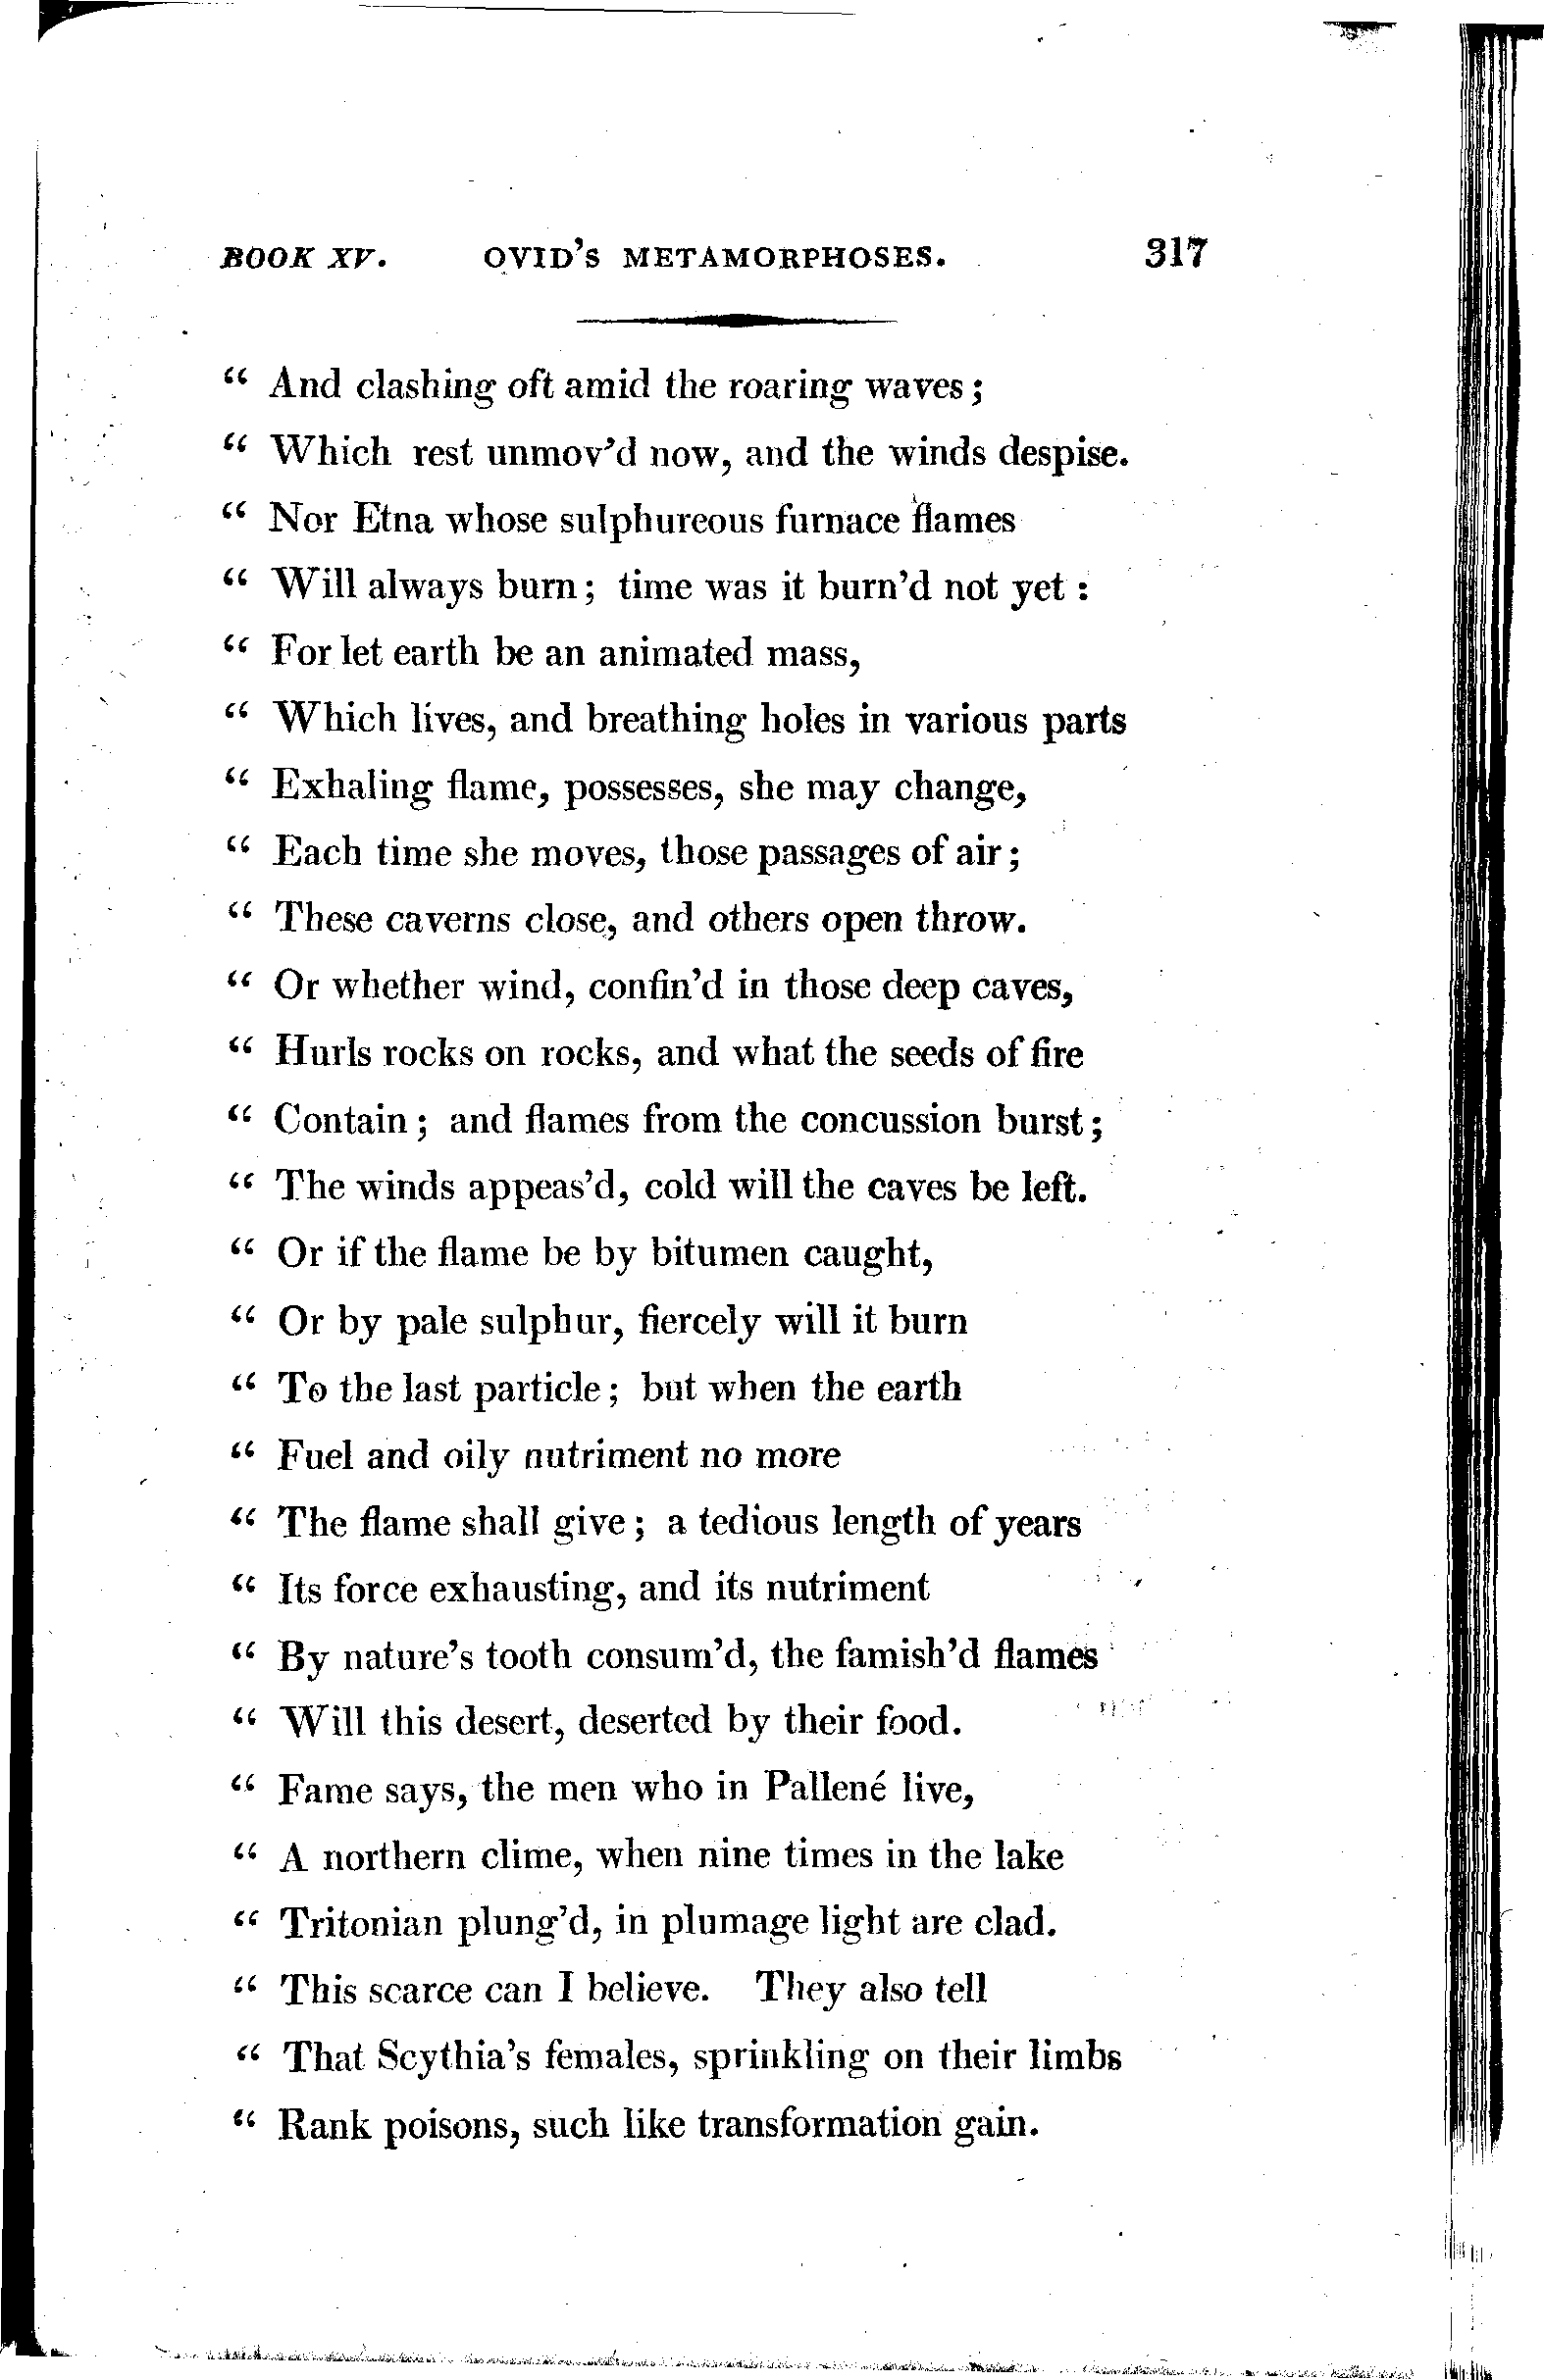 BOOK XV. OVID'S METAMORPHOSES. 317
“ And clashing oft amid the roaring waves;
“ Which rest unmov'd now, and the winds despise.
“ Nor Etna whose sulphureous furnace flames
“ Will always burn; time was it burn'd not yet:
“ For let earth be an animated mass,
“ Which lives, and breathing holes in various parts
“ Exhaling flame, possesses, she may change,
“ Each time she moves, those passages of air;
“ These caverns close, and others open throw.
“ Or whether wind, confin'd in those deep caves,
“ Hurls rocks on rocks, and what the seeds of fire
“ Contain; and flames from the concussion burst;
“ The winds appeas'd, cold will the caves be left.
“ Or if the flame be by bitumen caught,
“ Or by pale sulphur, fiercely will it burn
“ To the last particle; but when the earth
“ Fuel and oily nutriment no more
“ The flame shall give; a tedious length of years
“ Its force exhausting, and its nutriment
“ By nature's tooth consum'd, the famish'd flames
“ Will this desert, deserted by their food.
“ Fame says, the men who in Pallené live,
“ A northern clime, when nine times in the lake
“ Tritonian plung'd, in plumage light are clad.
“ This scarce can I believe. They also tell
“ That Scythia's females, sprinkling on their limbs
“ Rank poisons, such like transformation gain.